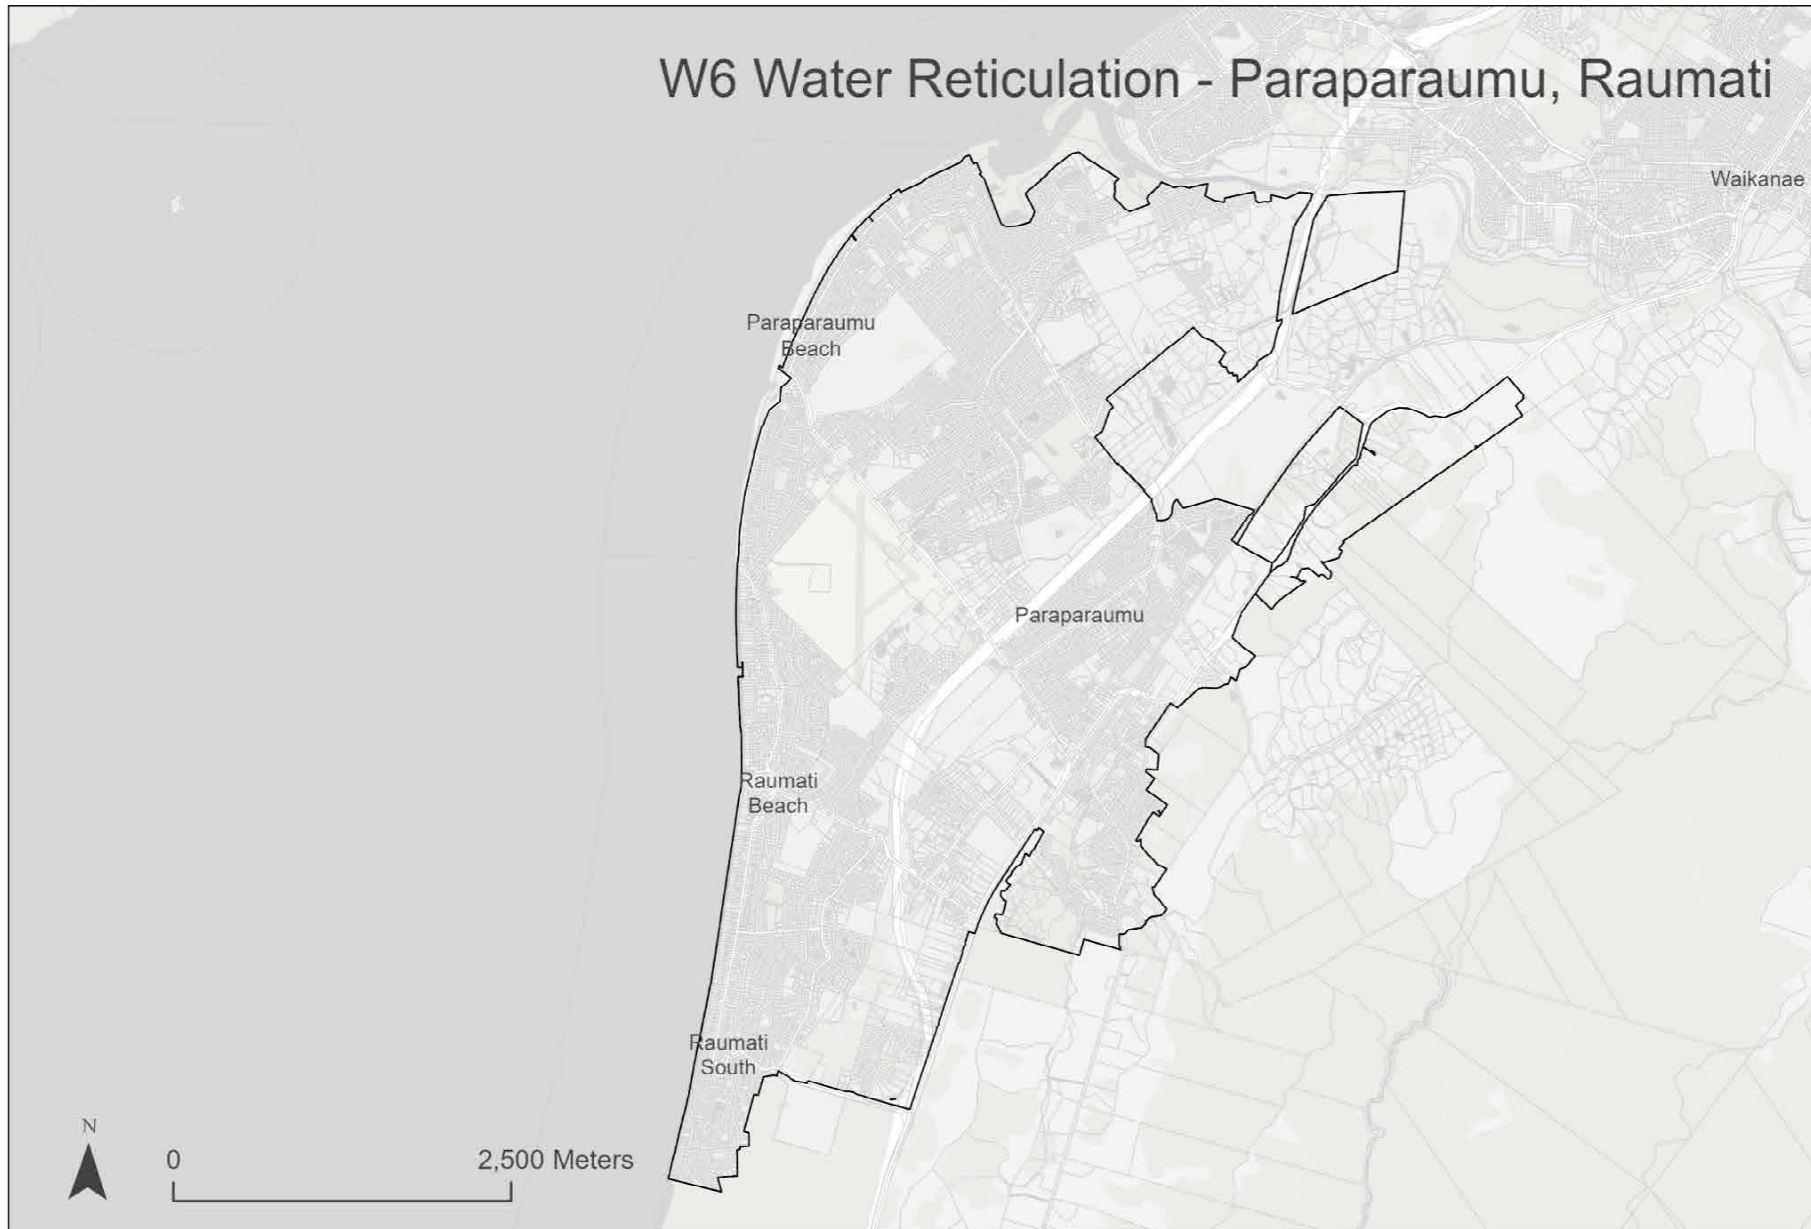 W6 Water Reticulation - Paraparaumu, Raumati
Waikanae
Paraparaumu
Beach
Paraparaumu
Raumati
Beach
Raumati
South
N
0
2,500 Meters